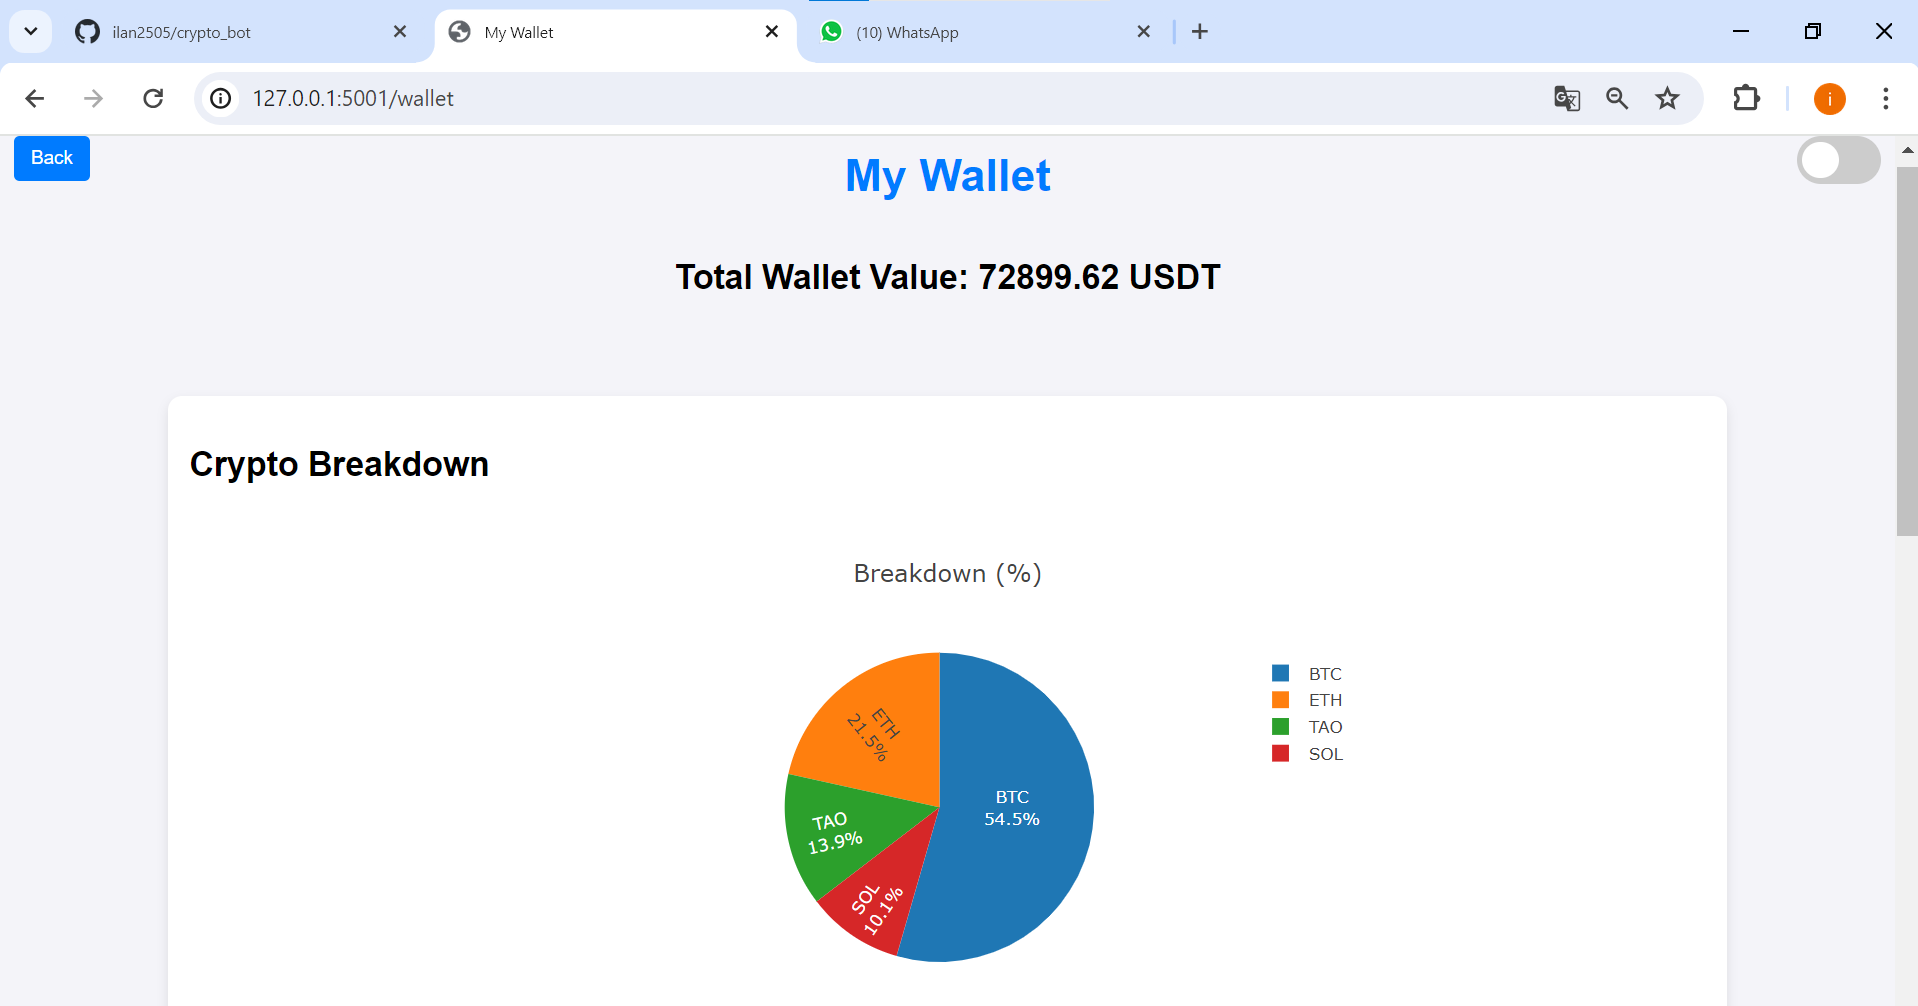 ilan2505/crypto_bot
My Wallet
(10) WhatsApp
127.0.0.1:5001/wallet
i
Back
My Wallet
Total Wallet Value: 72899.62 USDT
Crypto Breakdown
Breakdown (%)
BTC
ETH
TAO
SOL
ETH
21.5%
BTC
54.5%
TAO
13.9%
SOL
10.1%